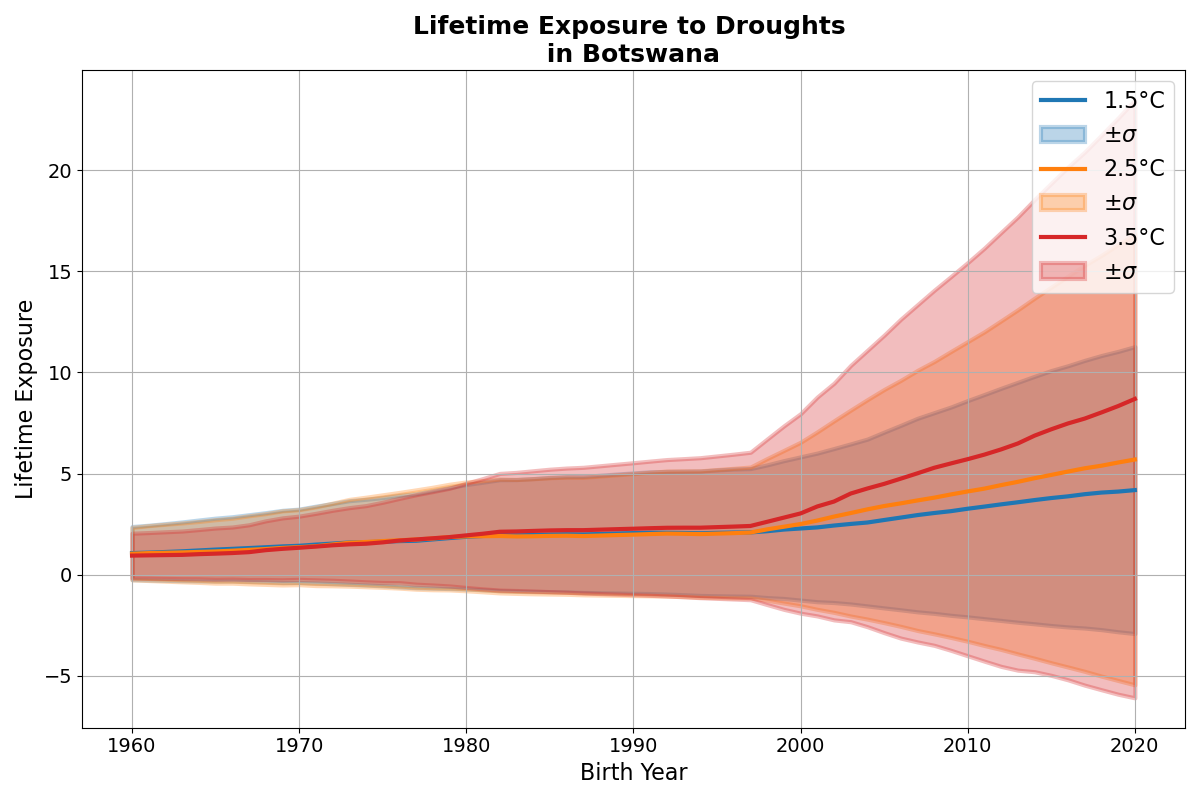 Lifetime Exposure to Droughts
in Botswana
1.5°C
±σ
2.5°C
±σ
3.5°C
±σ
Lifetime Exposure
20
15
10
5
0
−5
1960
1970
1980
1990
2000
2010
2020
Birth Year